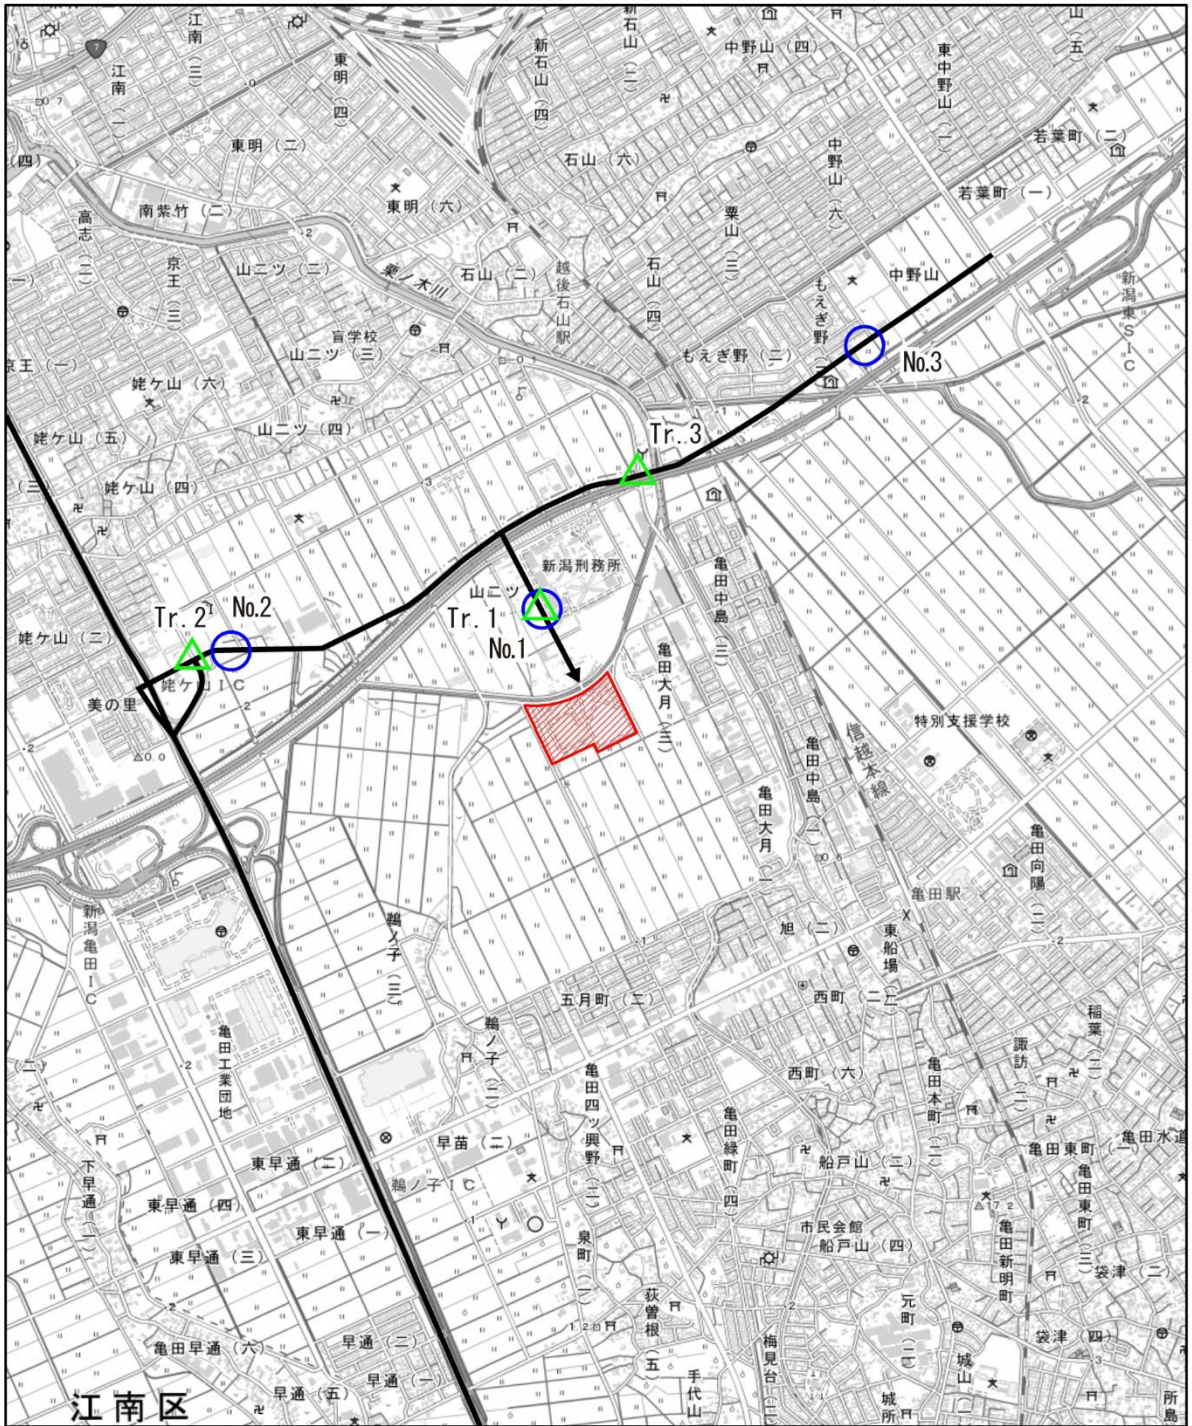 江南（三）
江南（一）
7
東明（四）
新石山（四）
新石山（二）
中野山（四）
東中野山（一）
山（五）
（四）
東明（二）
石山（六）
若葉町（二）
中野山（六）
若葉町（一）
南紫竹（二）
東明（六）
粟山（三）
高志（二）
京王（三）
山二ツ（二）
栗ノ木川
石山（二）
越後石山駅
石山（四）
中野山
新潟東ＳＩＣ
盲学校
山二ツ（三）
もえぎ野（二）
No.3
京王（一）
姥ケ山（六）
山二ツ（四）
姥ケ山（五）
姥ケ山（四）
Tr.3
新潟刑務所
亀田中島（三）
山二ツ
Tr.2
No.2
Tr.1
No.1
姥ケ山（二）
亀田大月（三）
姥ケ山ＩＣ
美の里
特別支援学校
信越本線
亀田中島（一）
亀田大月（一）
亀田向陽（二）
亀田駅
新潟亀田ＩＣ
鵜ノ子（三）
旭（二）
東船場（二）
五月町（二）
西町（二）
稲葉（二）
諏訪（二）
亀田工業団地
鵜ノ子（二）
亀田四ツ興野（二）
西町（六）
亀田本町（二）
亀田緑町（四）
早苗（二）
東早通（二）
船戸山（三）
亀田東町（一）
亀田水道
下早通（一）
鵜ノ子ＩＣ
東早通（四）
東早通（一）
亀田東町（三）
市民会館
船戸山（四）
泉町（一）
東早通（三）
亀田新明町
袋津（二）
荻曽根（五）
元町（二）
亀田早通（六）
早通（二）
早通（一）
早通（五）
梅見台（二）
手代山
城山（一）
城所
袋津（四）
所島
江南区